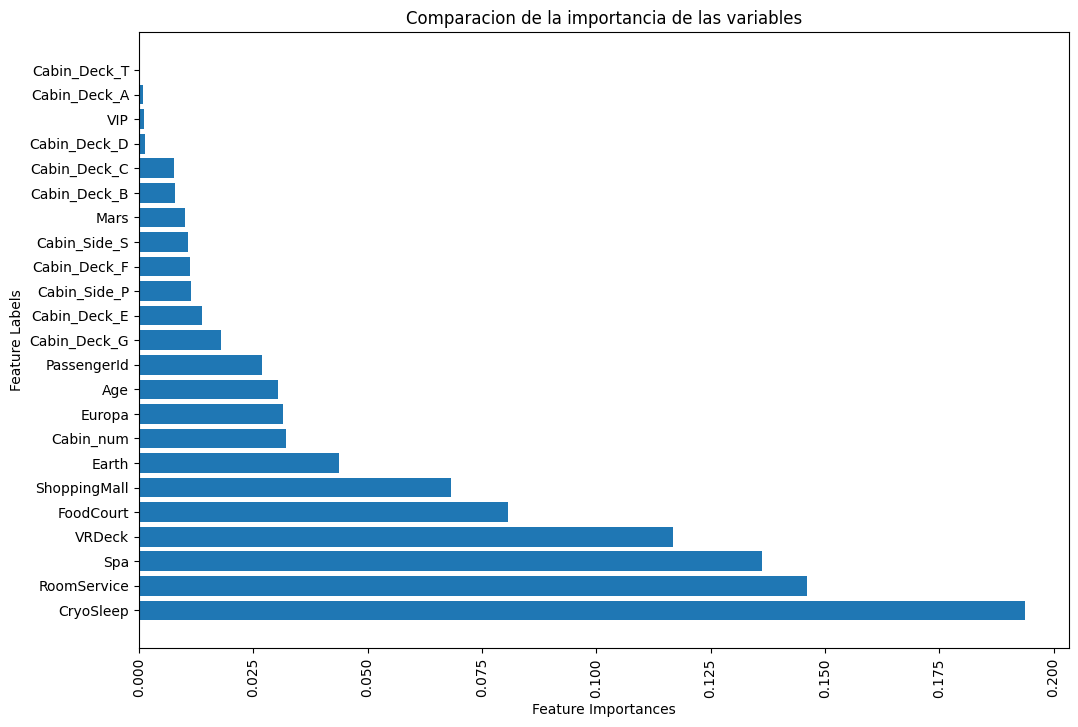 Comparacion de la importancia de las variables
Cabin_Deck_T
Cabin_Deck_A
VIP
Cabin_Deck_D
Cabin_Deck_C
Cabin_Deck_B
Mars
Cabin_Side_S
Cabin_Deck_F
Cabin_Side_P
Cabin_Deck_E
Cabin_Deck_G
PassengerId
Age
Europa
Cabin_num
Earth
ShoppingMall
FoodCourt
VRDeck
Spa
RoomService
CryoSleep
Feature Labels
0.000
0.025
0.050
0.075
0.100
0.125
0.150
0.175
0.200
Feature Importances